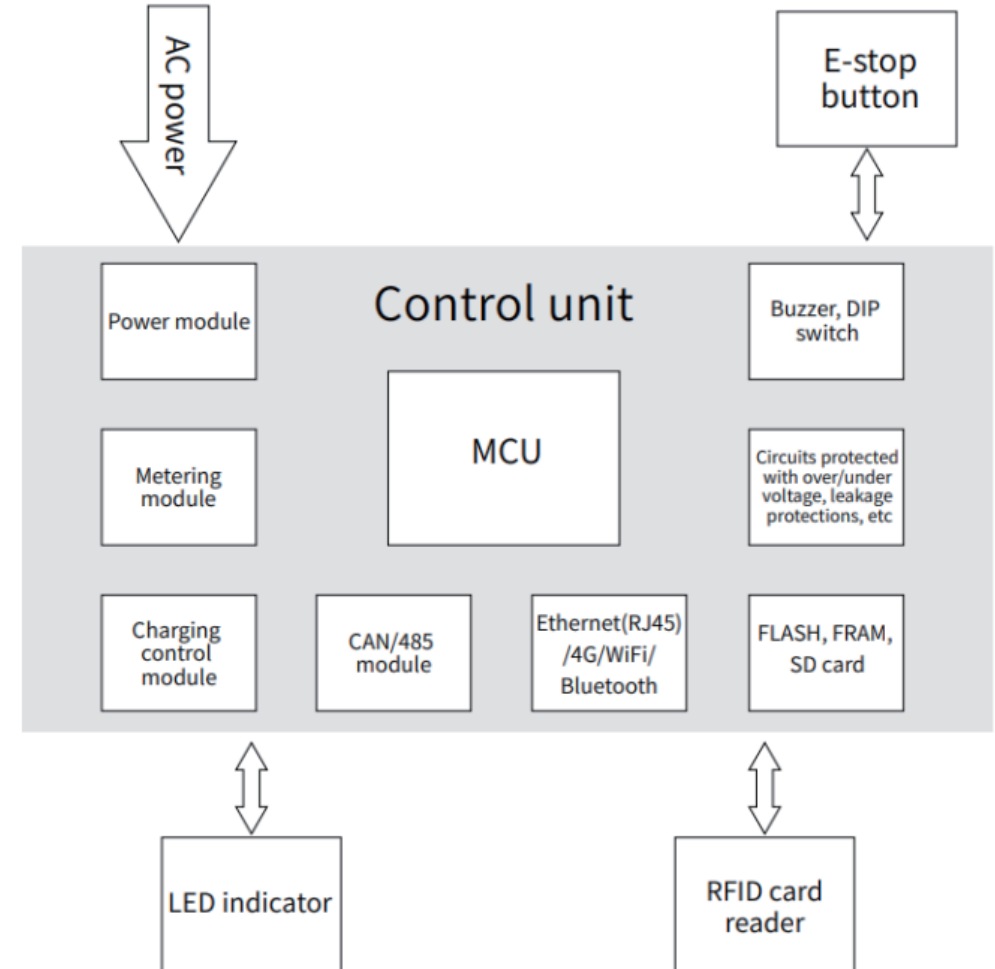 AC power
E-stop
button
Control unit
Power module
Buzzer, DIP
switch
MCU
Metering
module
Circuits protected
with over/under
voltage, leakage
protections, etc
Charging
control
module
CAN/485
module
Ethernet(RJ45)
/4G/WiFi/
Bluetooth
FLASH, FRAM,
SD card
LED indicator
RFID card
reader